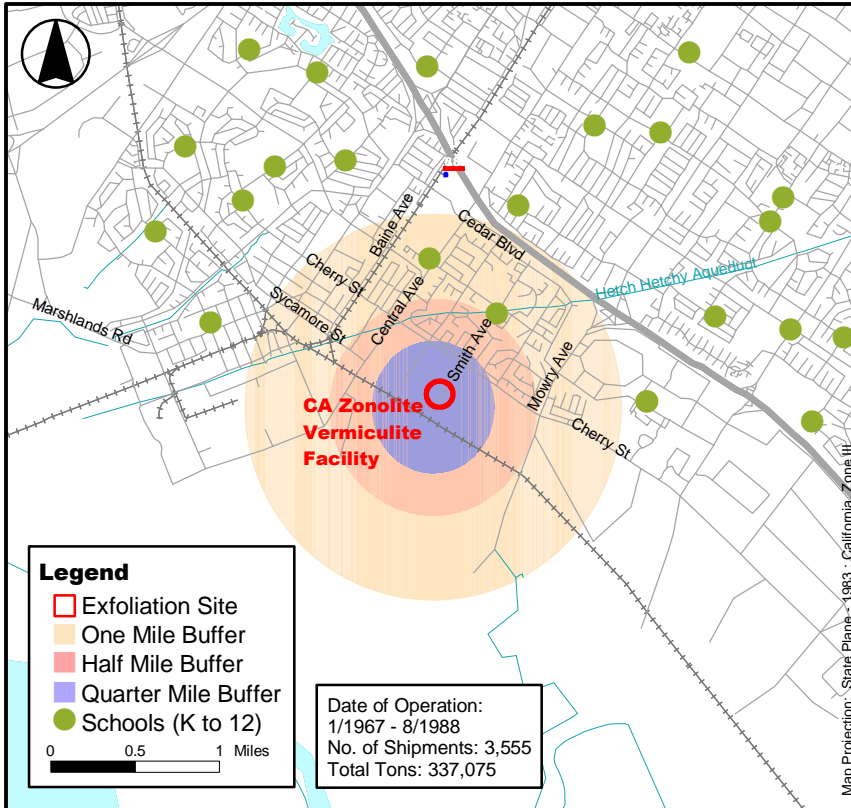 Baine Ave
Cedar Blvd
Cherry St
Hetch Hetchy Aqueduct
Marshlands Rd
Sycamore St
Central Ave
Smith Ave
Mowry Ave
CA Zonolite
Vermiculite
Facility
Cherry St
Legend
Exfoliation Site
One Mile Buffer
Half Mile Buffer
Quarter Mile Buffer
Schools (K to 12)
0 0.5 1 Miles
Date of Operation:
1/1967 - 8/1988
No. of Shipments: 3,555
Total Tons: 337,075
Map Projection: State Plane - 1983 : California, Zone III